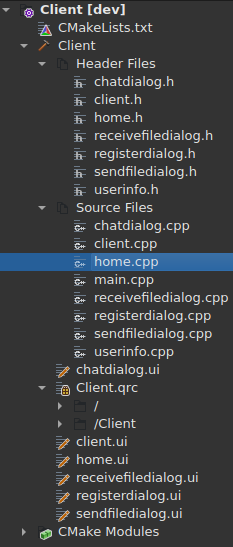 Client [dev]
CMakeLists.txt
Client
Header Files
chatdialog.h
client.h
home.h
receivefiledialog.h
registerdialog.h
sendfiledialog.h
userinfo.h
Source Files
chatdialog.cpp
client.cpp
home.cpp
main.cpp
receivefiledialog.cpp
registerdialog.cpp
sendfiledialog.cpp
userinfo.cpp
chatdialog.ui
Client.qrc
/
/Client
client.ui
home.ui
receivefiledialog.ui
registerdialog.ui
sendfiledialog.ui
CMake Modules